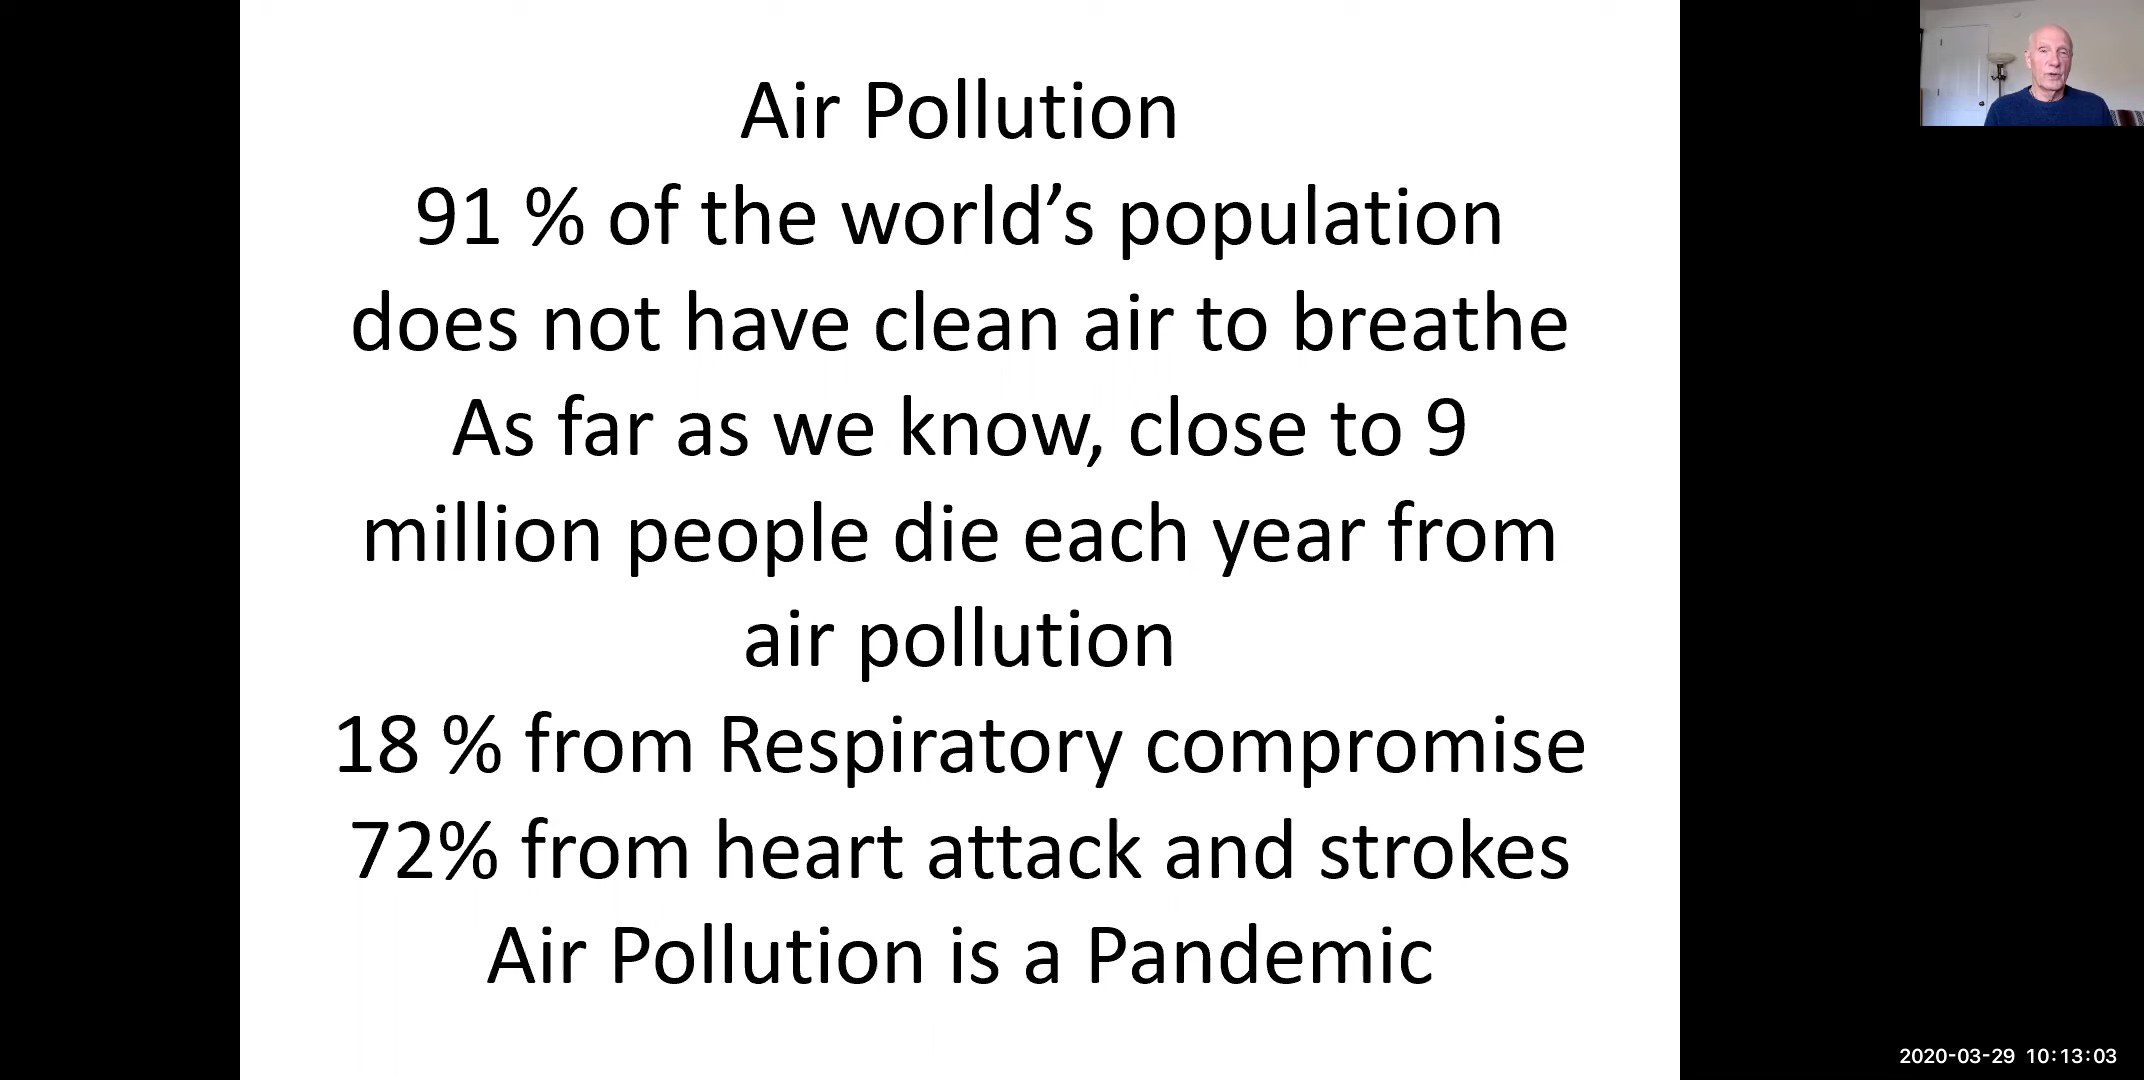 Air Pollution
91 % of the world’s population
does not have clean air to breathe
As far as we know, close to 9
million people die each year from
air pollution
18 % from Respiratory compromise
72% from heart attack and strokes
Air Pollution is a Pandemic
2020-03-29 10:13:03